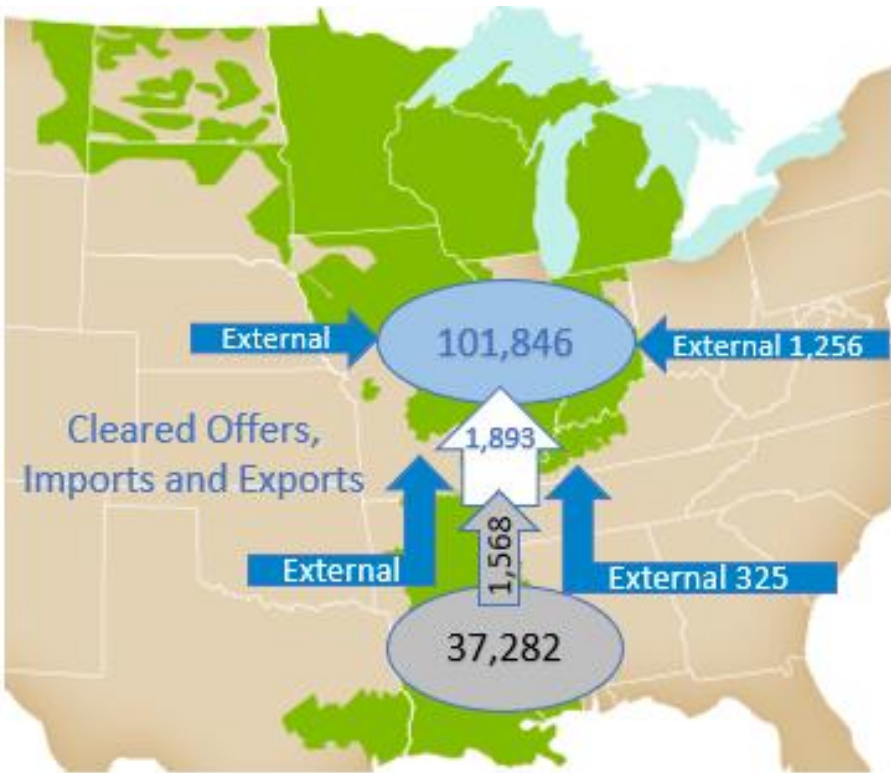 External
101,846
External 1,256
Cleared Offers,
Imports and Exports
1,893
1,568
External
External 325
37,282